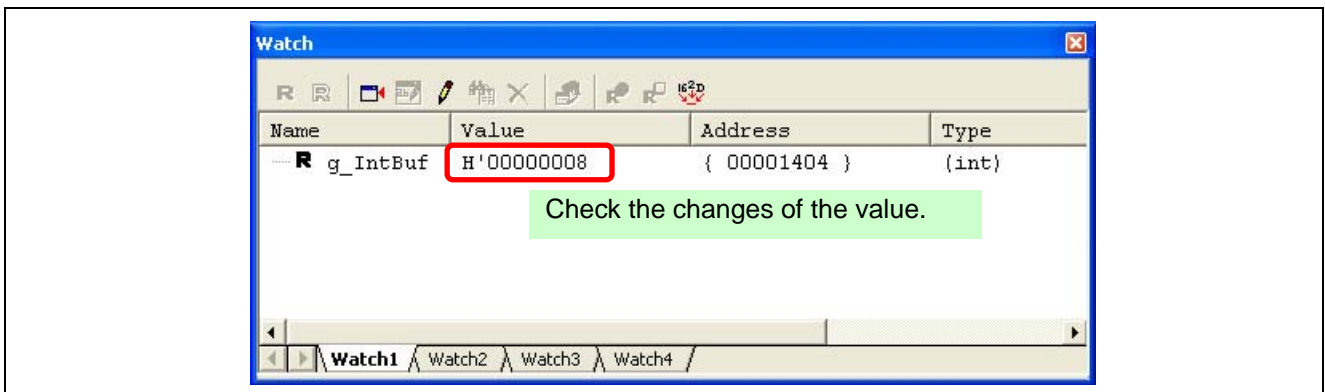 Watch
Name Value Address Type
R g_IntBuf H'00000008 { 00001404 } (int)
Check the changes of the value.
Watch1 Watch2 Watch3 Watch4